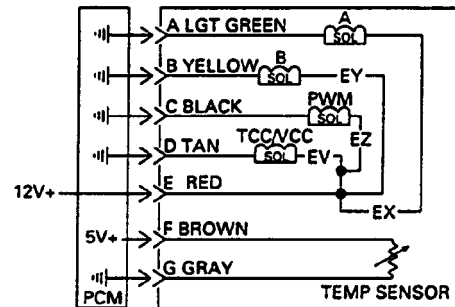 A LGT GREEN A
SOL
B YELLOW B
SOL EY
C BLACK PWM
SOL EZ
D TAN TCC/VCC
SOL EV
12V+ E RED
EX
5V+ F BROWN
G GRAY
PCM TEMP SENSOR